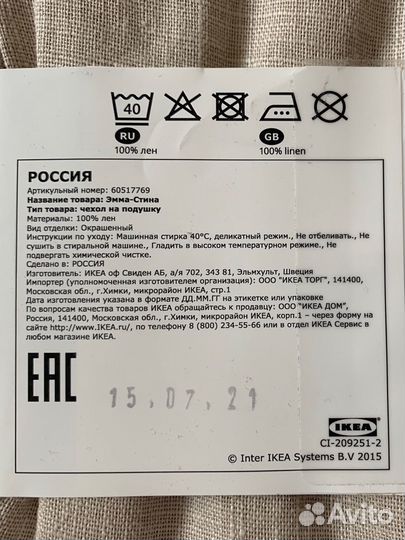 40
RU
GB
100% лен
100% linen
РОССИЯ
Артикульный номер: 60517769
Название товара: Эмма-Стина
Тип товара: чехол на подушку
Материалы: 100% лен
Вид отделки: Окрашенный
Инструкции по уходу: Машинная стирка 40°С, деликатный режим., Не отбеливать., Не
сушить в стиральной машине., Гладить в высоком температурном режиме., Не
подвергать химической чистке.
Сделано в: РОССИЯ
Изготовитель: ИКЕА оф Свиден АБ, а/я 702, 343 81, Эльмхульт, Швеция
Импортер (уполномоченная изготовителем организация): ООО "ИКЕА ТОРГ", 141400,
Московская обл., г.Химки, микрорайон ИКЕА, стр.1
Дата изготовления указана в формате ДД.ММ.ГГ на этикетке или упаковке
По вопросам качества товаров ИКЕА обращайтесь к продавцу: ООО "ИКЕА ДОМ",
Россия, 141400, Московская обл., г.Химки, микрорайон ИКЕА, корп.1 – через форму на
сайте http://www.IKEA.ru/, по телефону 8 (800) 234-55-66 или в отдел ИКЕА Сервис в
любом магазине ИКЕА.
EAC
15.07.21
IKEA
CI-209251-2
© Inter IKEA Systems B.V 2015
Avito